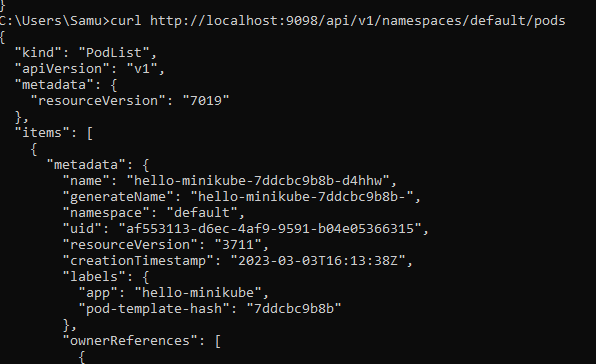 }
C:\Users\Samu>curl http://localhost:9098/api/v1/namespaces/default/pods
{
  "kind": "PodList",
  "apiVersion": "v1",
  "metadata": {
    "resourceVersion": "7019"
  },
  "items": [
    {
      "metadata": {
        "name": "hello-minikube-7ddcbc9b8b-d4hhw",
        "generateName": "hello-minikube-7ddcbc9b8b-",
        "namespace": "default",
        "uid": "af553113-d6ec-4af9-9591-b04e05366315",
        "resourceVersion": "3711",
        "creationTimestamp": "2023-03-03T16:13:38Z",
        "labels": {
          "app": "hello-minikube",
          "pod-template-hash": "7ddcbc9b8b"
        },
        "ownerReferences": [
          {